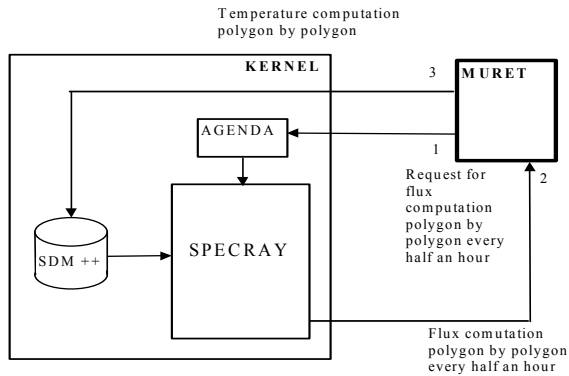 Temperature computation
polygon by polygon
KERNEL
3
MURET
AGENDA
1
Request for
flux
computation
polygon by
polygon every
half an hour
2
SDM ++
SPECRAY
Flux comutation
polygon by polygon
every half an hour